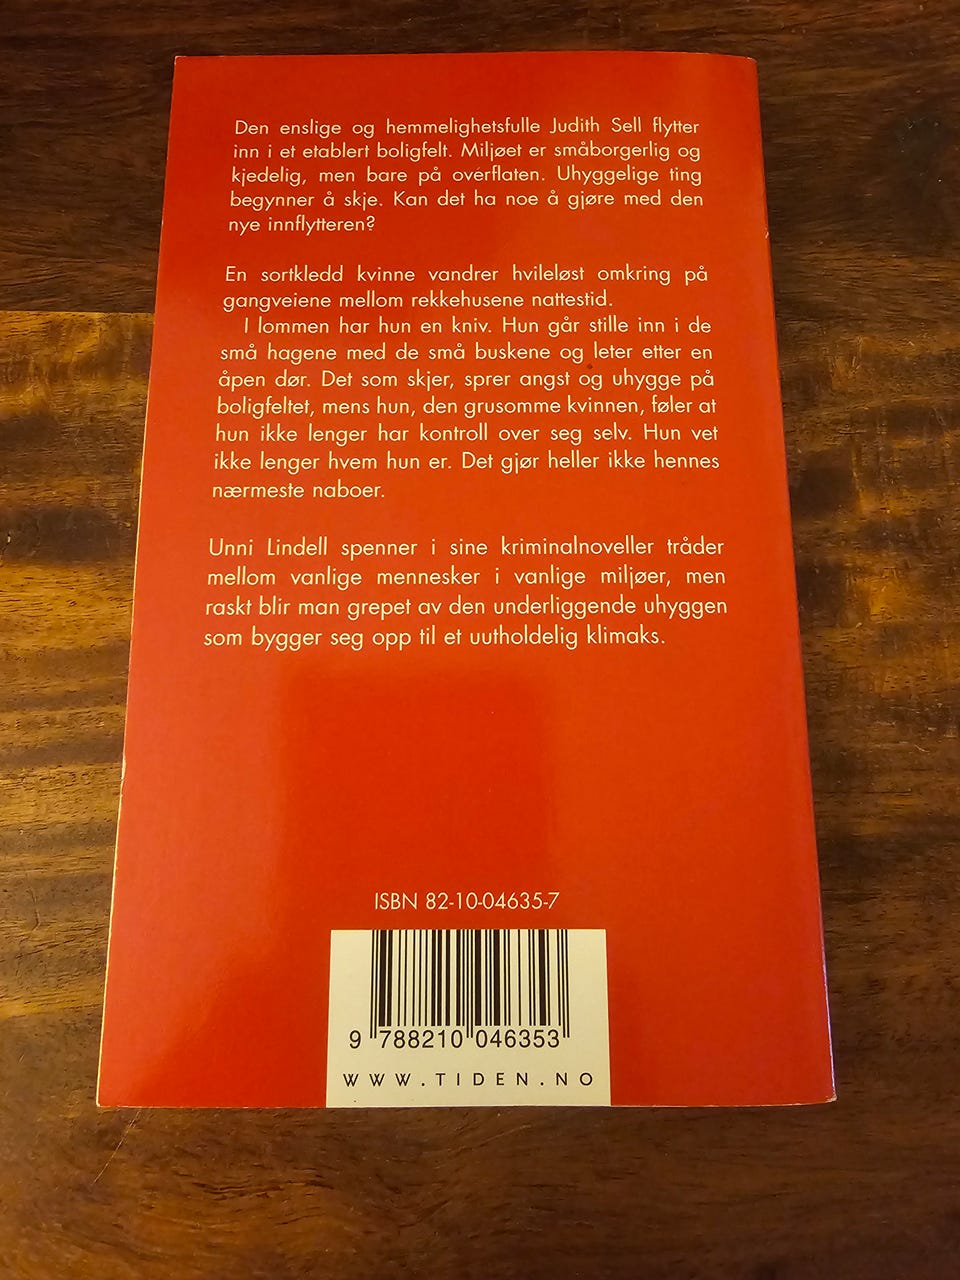 Den enslige og hemmelighetsfulle Judith Sell flytter
inn i et etablert boligfelt. Miljøet er småborgerlig og
kjedelig, men bare på overflaten. Uhyggelige ting
begynner å skje. Kan det ha noe å gjøre med den
nye innflytteren?
En sortkledd kvinne vandrer hvileløst omkring på
gangveiene mellom rekkehusene nattestid.
I lommen har hun en kniv. Hun går stille inn i de
små hagene med de små buskene og leter etter en
åpen dør. Det som skjer, sprer angst og uhygge på
boligfeltet, mens hun, den grusomme kvinnen, føler at
hun ikke lenger har kontroll over seg selv. Hun vet
ikke lenger hvem hun er. Det gjør heller ikke hennes
nærmeste naboer.
Unni Lindell spenner i sine kriminalnoveller tråder
mellom vanlige mennesker i vanlige miljøer, men
raskt blir man grepet av den underliggende uhyggen
som bygger seg opp til et uutholdelig klimaks.
ISBN 82-10-04635-7
9 788210 046353
WWW.TIDEN.NO